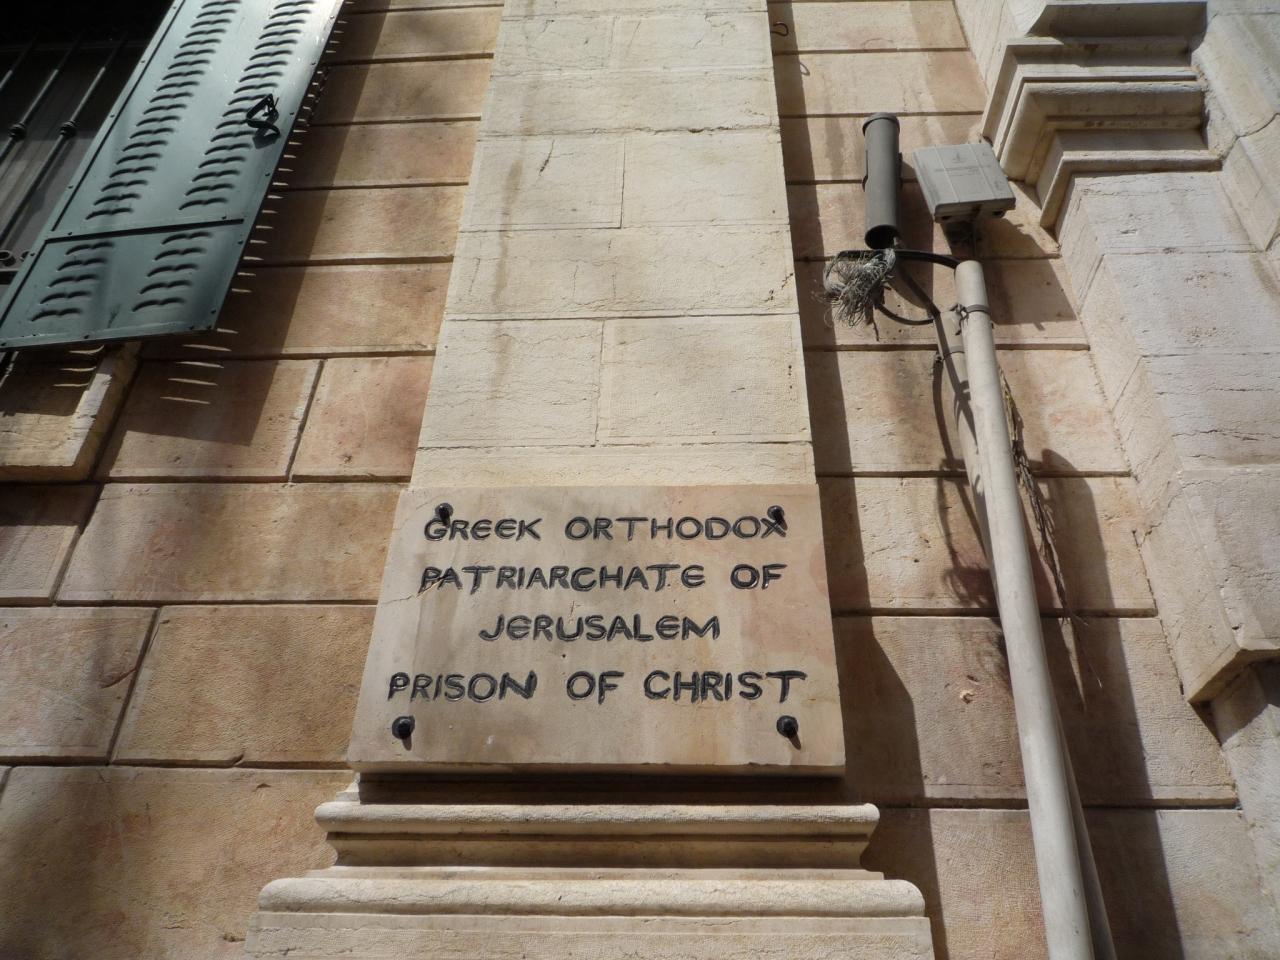 GREEK ORTHODOX
PATRIARCHATE OF
JERUSALEM
PRISON OF CHRIST